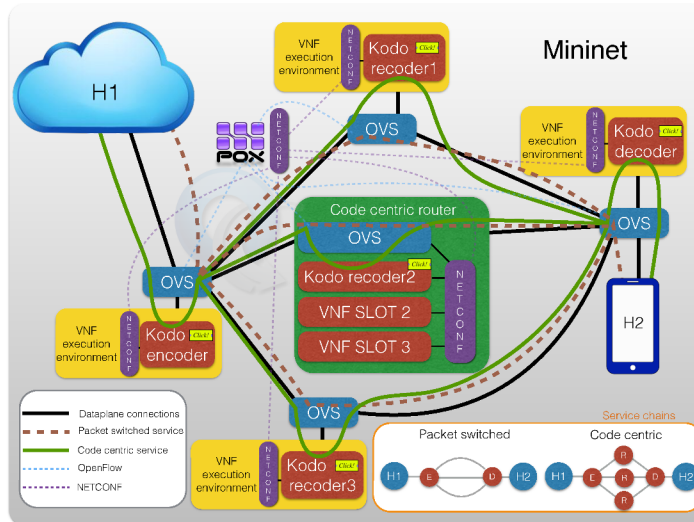 Mininet
H1
VNF
execution
environment
NETCONF
Kodo
Click!
recoder1
OVS
POX
NETCONF
VNF
execution
environment
NETCONF
Kodo
Click!
decoder
OVS
Code centric router
OVS
Kodo recoder2
Click!
VNF SLOT 2
VNF SLOT 3
NETCONF
OVS
VNF
execution
environment
NETCONF
Kodo
Click!
encoder
H2
OVS
VNF
execution
environment
NETCONF
Kodo
Click!
recoder3
Dataplane connections
Packet switched service
Code centric service
OpenFlow
NETCONF
Service chains
Packet switched
H1
E
D
H2
Code centric
H1
E
R
R
R
D
H2